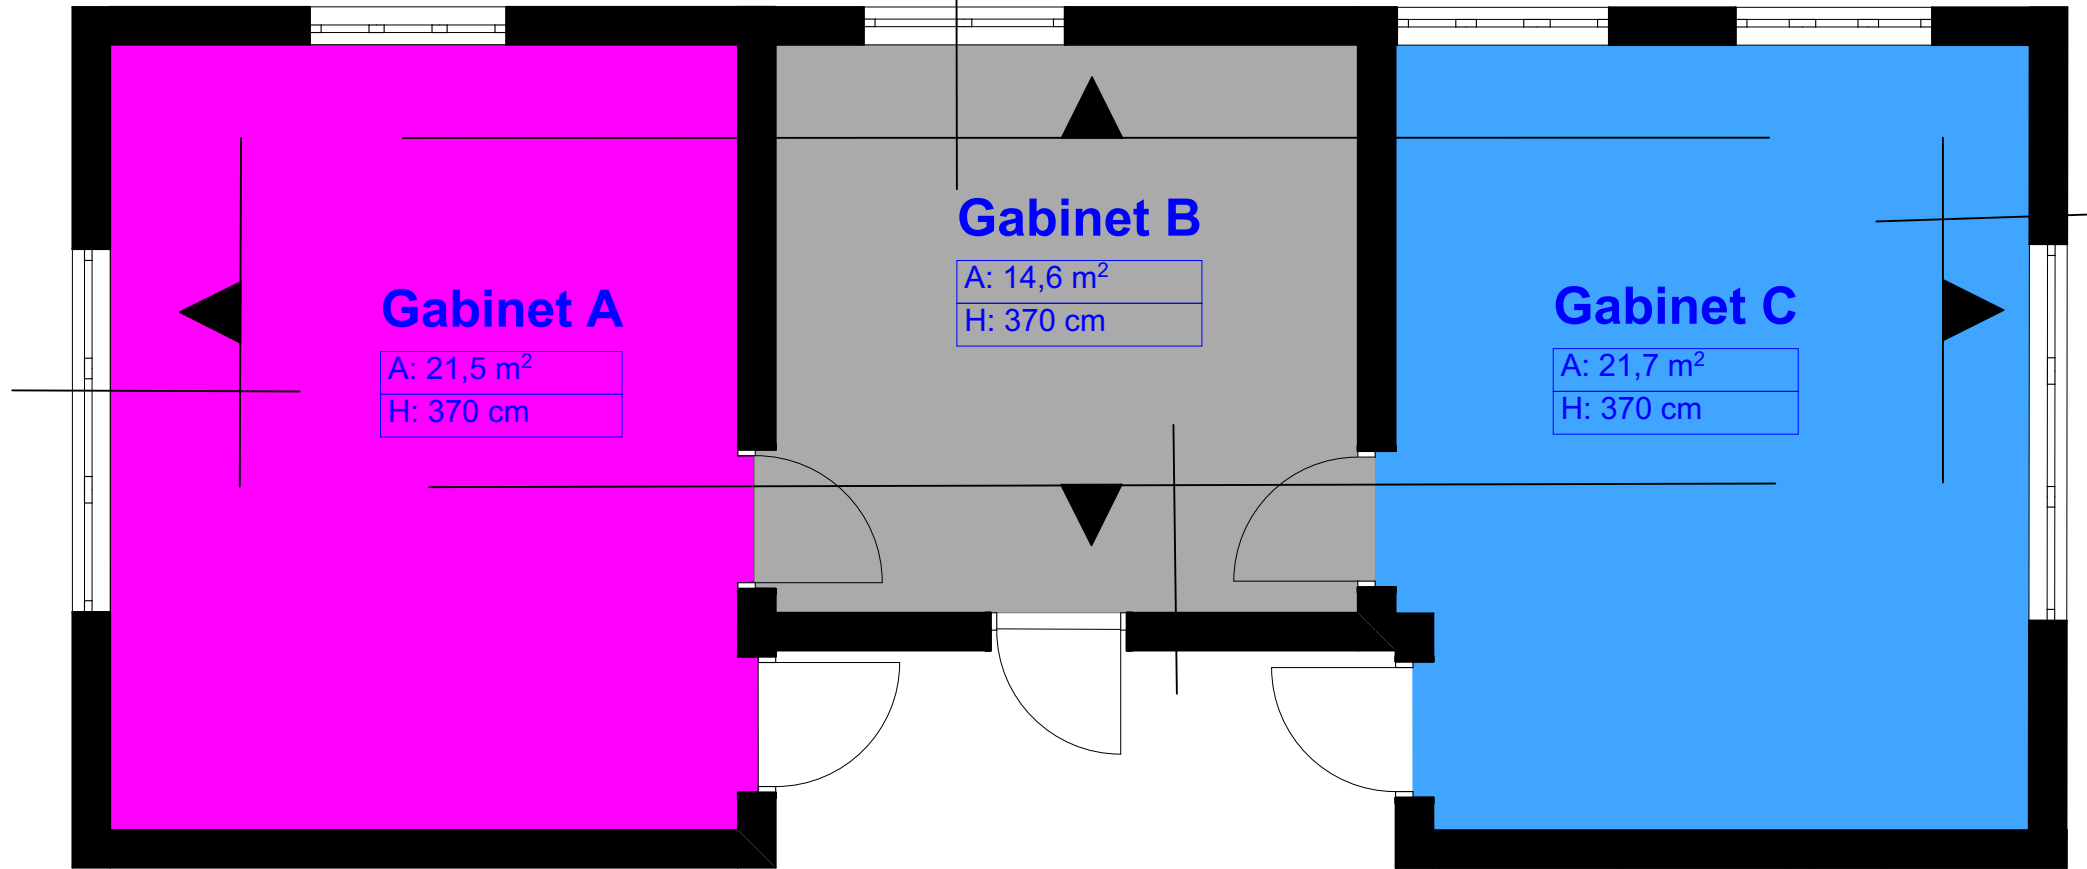 Gabinet A
A: 21,5 m²
H: 370 cm
Gabinet B
A: 14,6 m²
H: 370 cm
Gabinet C
A: 21,7 m²
H: 370 cm